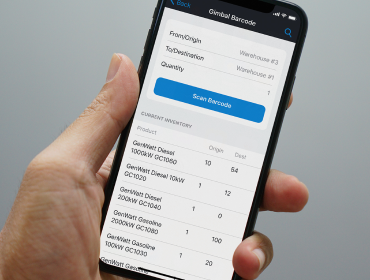 Back
Gimbal Barcode
From/Origin
Warehouse #3
To/Destination
Warehouse #1
Quantity
1
Scan Barcode
CURRENT INVENTORY
Product Origin Dest
GenWatt Diesel 10 54
1000kW GC1060
GenWatt Diesel 10kW 1 12
GC1020
GenWatt Diesel 1 0
200kW GC1040
GenWatt Gasoline 1 100
2000kW GC1080
GenWatt Gasoline 1 20
100kW GC1030
GenWatt Gasoline